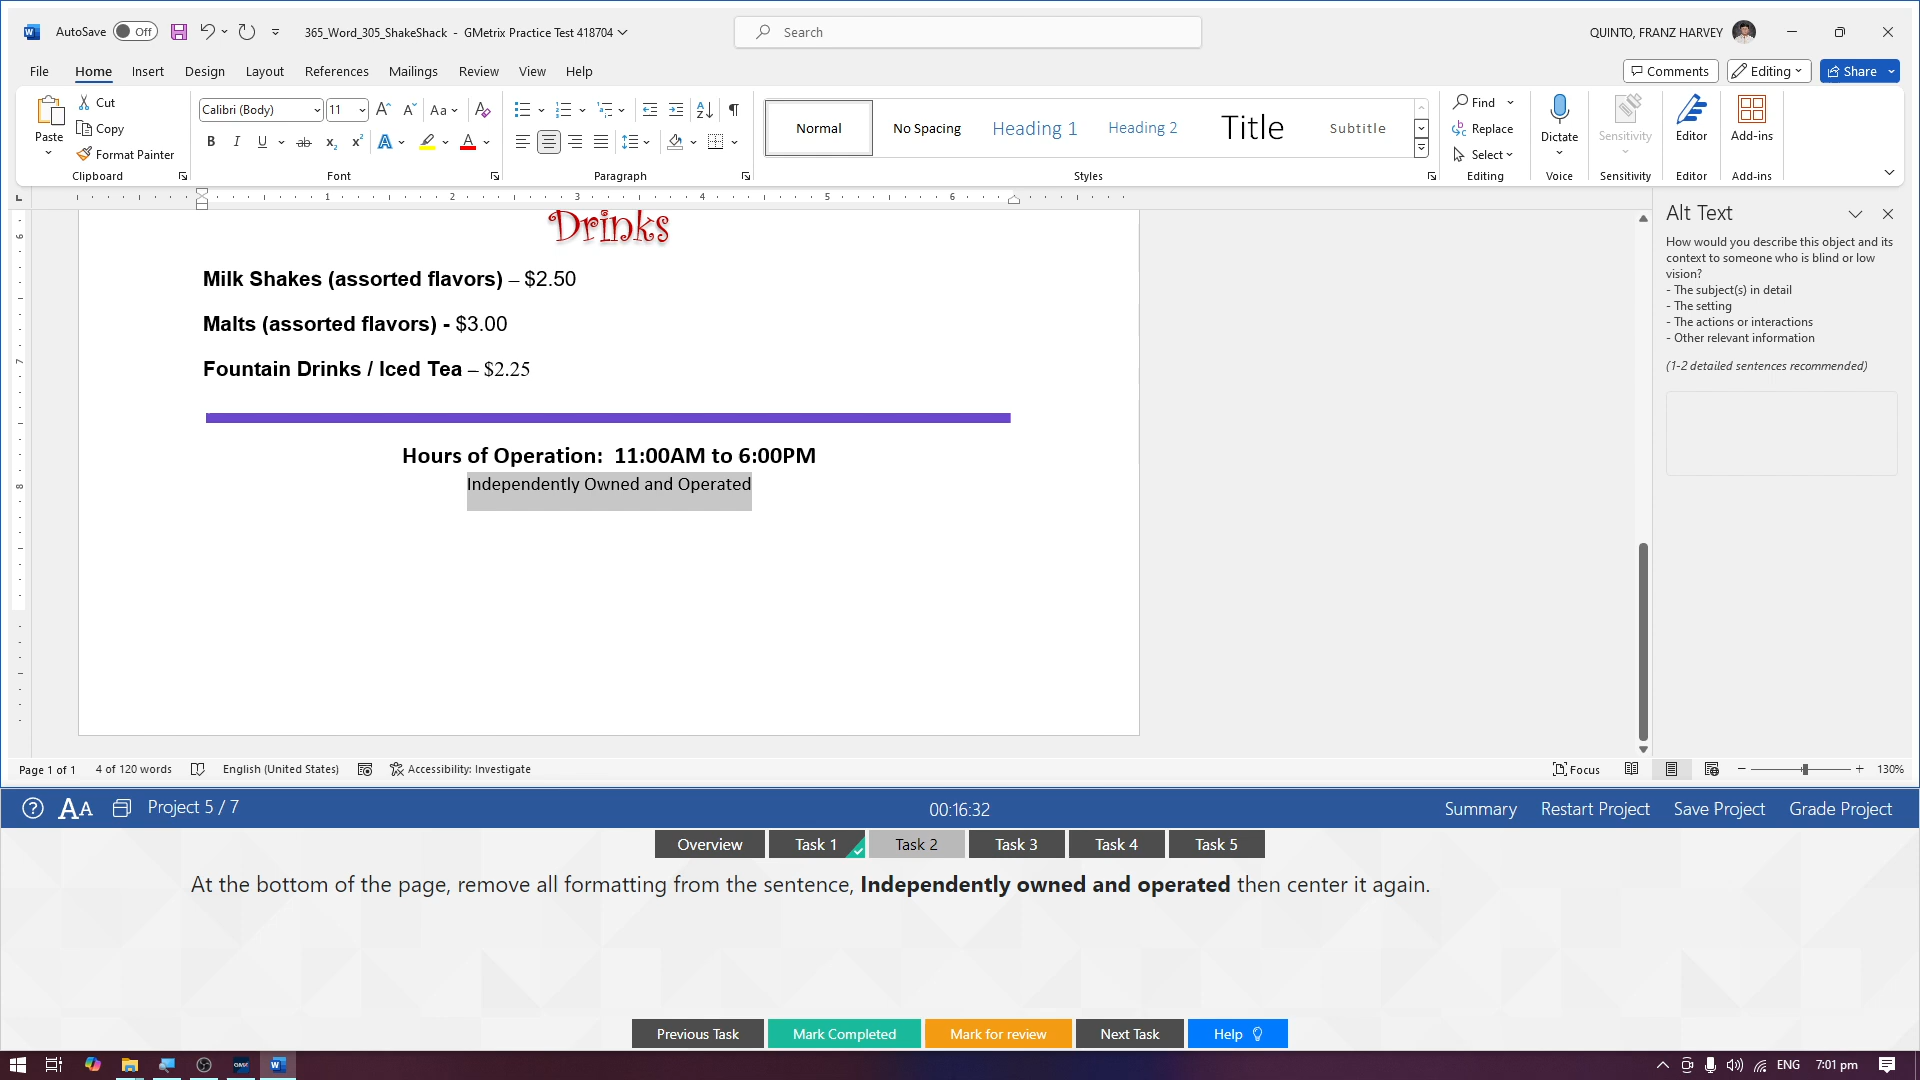 AutoSave Off 365_Word_305_ShakeShack - GMetrix Practice Test 418704 Search QUINTO, FRANZ HARVEY
File Home Insert Design Layout References Mailings Review View Help Comments Editing Share
Paste Cut Copy Format Painter Clipboard
Calibri (Body) 11 Aa Font
Paragraph
Normal No Spacing Heading 1 Heading 2 Title Subtitle Styles
Find Replace Select Editing
Dictate Voice
Sensitivity Sensitivity
Editor Editor
Add-ins Add-ins
1 2 3 4 5 6
Drinks
Milk Shakes (assorted flavors) – $2.50
Malts (assorted flavors) - $3.00
Fountain Drinks / Iced Tea – $2.25
Hours of Operation:  11:00AM to 6:00PM
Independently Owned and Operated
Alt Text
How would you describe this object and its
context to someone who is blind or low
vision?
- The subject(s) in detail
- The setting
- The actions or interactions
- Other relevant information
(1-2 detailed sentences recommended)
Page 1 of 1 4 of 120 words English (United States) Accessibility: Investigate Focus 130%
Project 5 / 7 00:16:32 Summary Restart Project Save Project Grade Project
Overview Task 1 Task 2 Task 3 Task 4 Task 5
At the bottom of the page, remove all formatting from the sentence, Independently owned and operated then center it again.
Previous Task Mark Completed Mark for review Next Task Help
ENG 7:01 pm